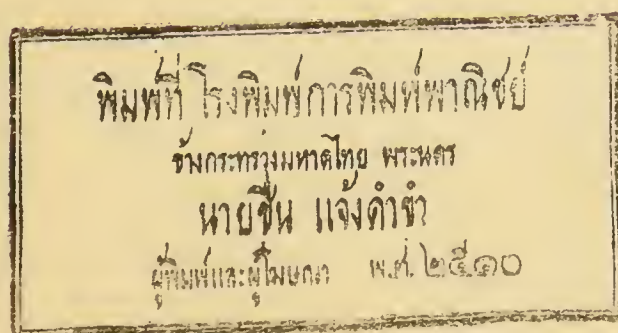 พิมพ์ที่ โรงพิมพ์การพิมพ์พาณิชย์
ข้างกระทรวงมหาดไทย พระนคร
นายชื่น แจ้งคำขำ
ผู้พิมพ์และผู้โฆษณา พ.ศ. ๒๕๑๐